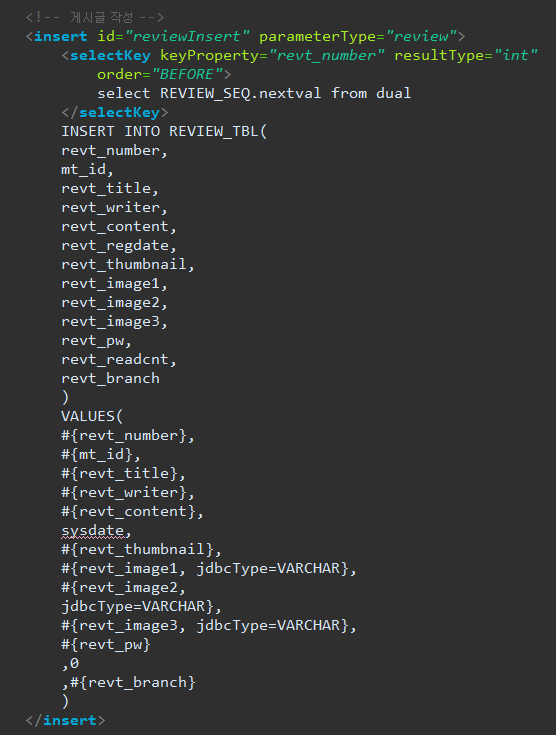 <!-- 게시글 작성 -->
<insert id="reviewInsert" parameterType="review">
<selectKey keyProperty="revt_number" resultType="int"
order="BEFORE">
select REVIEW_SEQ.nextval from dual
</selectKey>
INSERT INTO REVIEW_TBL(
revt_number,
mt_id,
revt_title,
revt_writer,
revt_content,
revt_regdate,
revt_thumbnail,
revt_image1,
revt_image2,
revt_image3,
revt_pw,
revt_readcnt,
revt_branch
)
VALUES(
#{revt_number},
#{mt_id},
#{revt_title},
#{revt_writer},
#{revt_content},
sysdate,
#{revt_thumbnail},
#{revt_image1, jdbcType=VARCHAR},
#{revt_image2,
jdbcType=VARCHAR},
#{revt_image3, jdbcType=VARCHAR},
#{revt_pw}
,0
,#{revt_branch}
)
</insert>